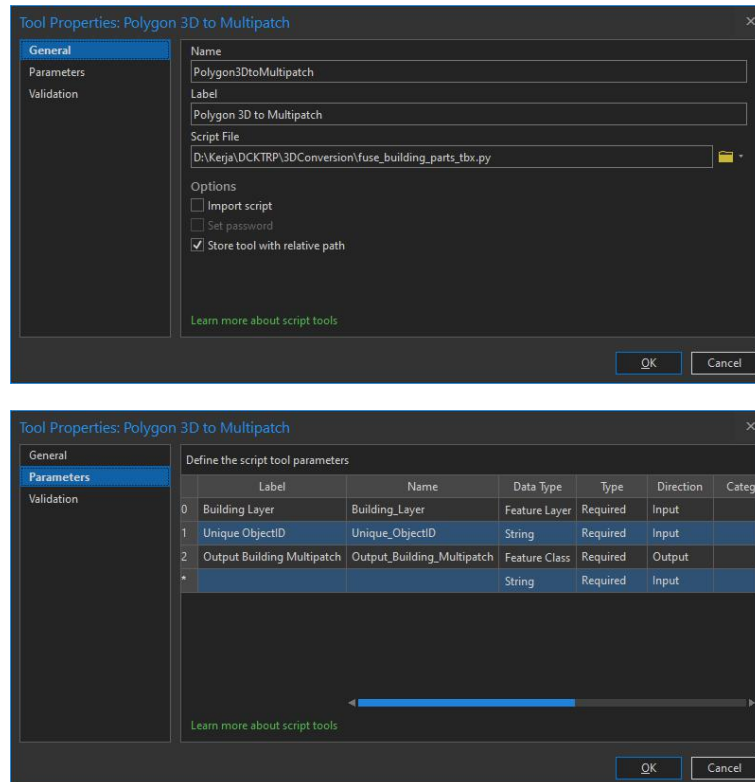 Tool Properties: Polygon 3D to Multipatch
General
Parameters
Validation
Name
Polygon3DtoMultipatch
Label
Polygon 3D to Multipatch
Script File
D:\Kerja\DCKTRP\3DConversion\fuse_building_parts_tbx.py
Options
Import script
Set password
Store tool with relative path
Learn more about script tools
OK Cancel
Tool Properties: Polygon 3D to Multipatch
General
Parameters
Validation
Define the script tool parameters
Label Name Data Type Type Direction Categ
0 Building Layer Building_Layer Feature Layer Required Input
1 Unique ObjectID Unique_ObjectID String Required Input
2 Output Building Multipatch Output_Building_Multipatch Feature Class Required Output
* String Required Input
Learn more about script tools
OK Cancel